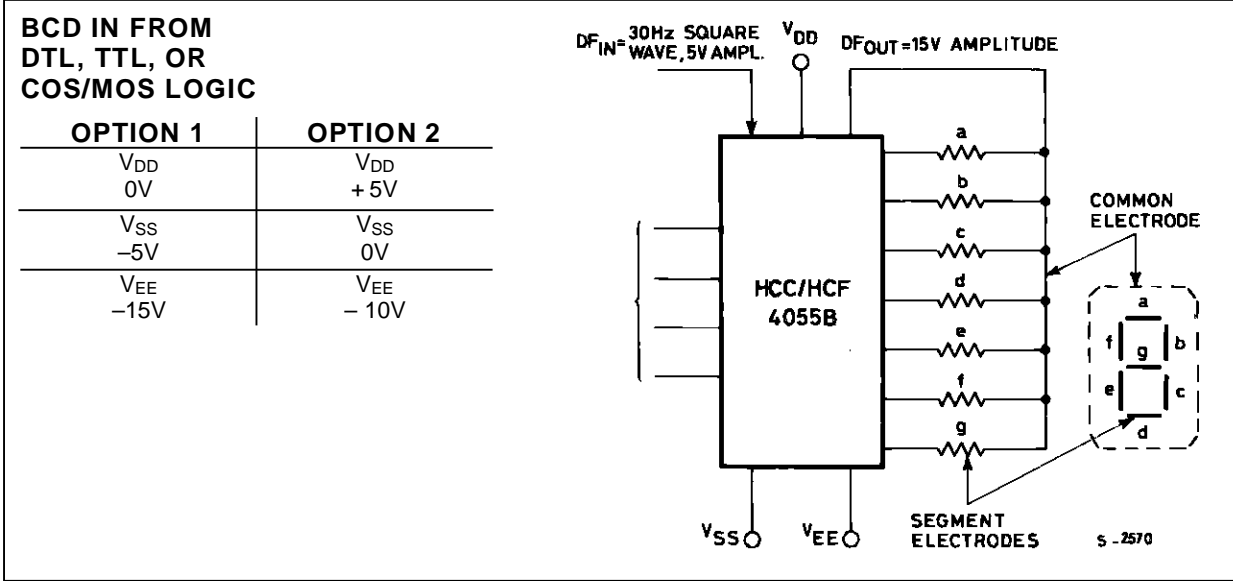 BCD IN FROM
DTL, TTL, OR
COS/MOS LOGIC
OPTION 1 OPTION 2
VDD VDD
0V + 5V
VSS VSS
–5V 0V
VEE VEE
–15V – 10V
DFIN= 30Hz SQUARE
WAVE, 5V AMPL.
VDD
DFOUT=15V AMPLITUDE
a
b
c
d
e
f
g
HCC/HCF
4055B
COMMON
ELECTRODE
a
f g b
e c
d
VSS VEE
SEGMENT
ELECTRODES
S-2570